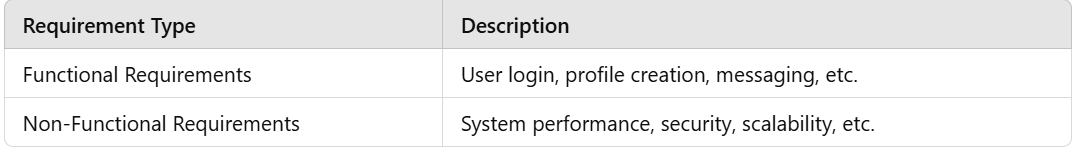 Requirement Type Description
Functional Requirements User login, profile creation, messaging, etc.
Non-Functional Requirements System performance, security, scalability, etc.